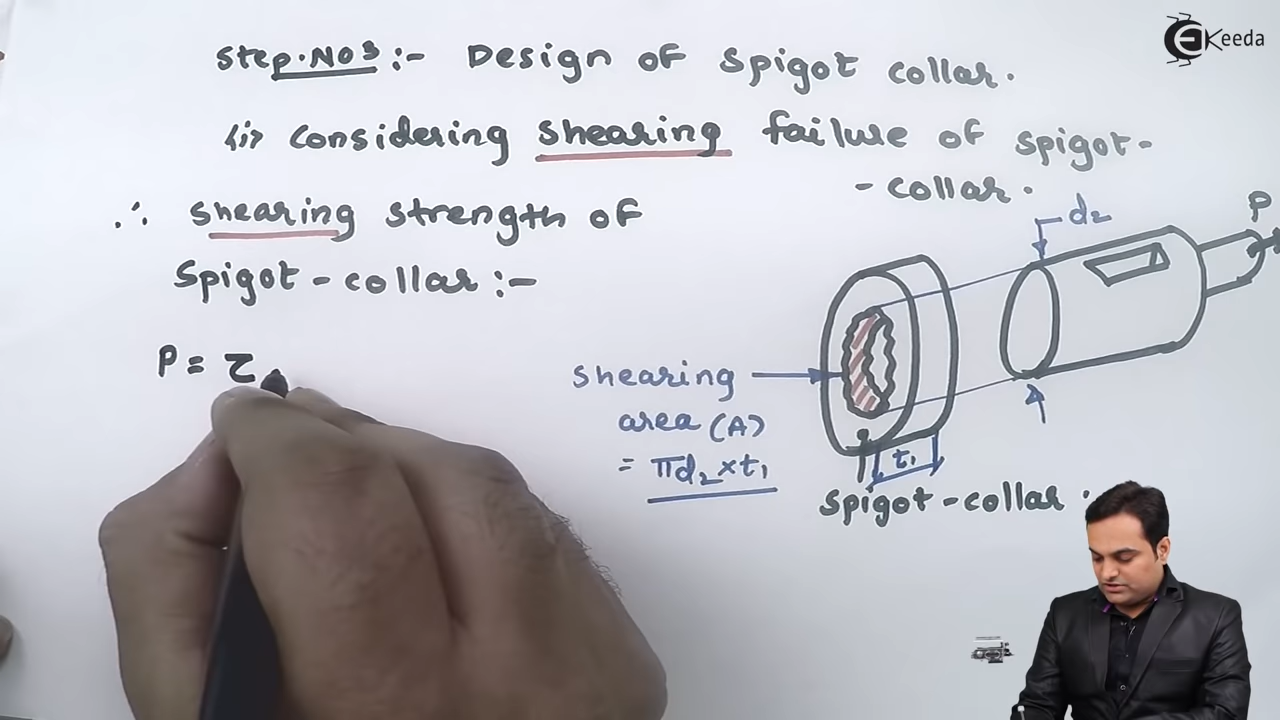 Ekeeda
Step.No 3 :- Design of Spigot collar.
(i) Considering shearing failure of spigot-
-collar.
∴ shearing strength of
Spigot-collar :-
d₂
P
P = τ
shearing
area (A)
= πd₂×t₁
t₁
Spigot-collar.